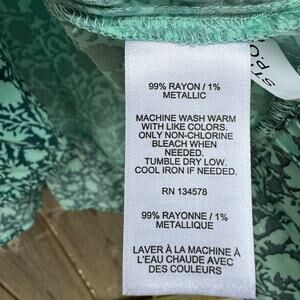 99% RAYON / 1%
METALLIC
MACHINE WASH WARM
WITH LIKE COLORS.
ONLY NON-CHLORINE
BLEACH WHEN
NEEDED.
TUMBLE DRY LOW.
COOL IRON IF NEEDED.
RN 134578
99% RAYONNE / 1%
METALLIQUE
LAVER À LA MACHINE À
L'EAU CHAUDE AVEC
DES COULEURS